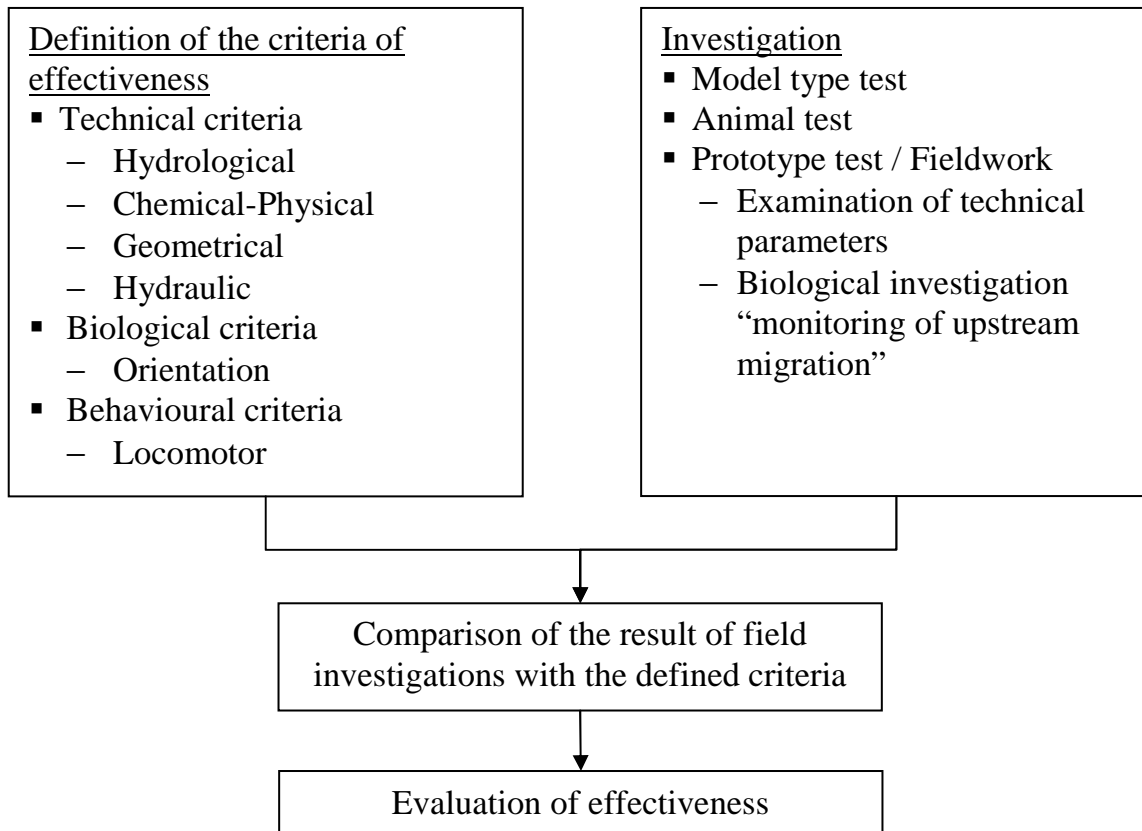 Definition of the criteria of
effectiveness
▪ Technical criteria
– Hydrological
– Chemical-Physical
– Geometrical
– Hydraulic
▪ Biological criteria
– Orientation
▪ Behavioural criteria
– Locomotor
Investigation
▪ Model type test
▪ Animal test
▪ Prototype test / Fieldwork
– Examination of technical
parameters
– Biological investigation
“monitoring of upstream
migration”
Comparison of the result of field
investigations with the defined criteria
Evaluation of effectiveness